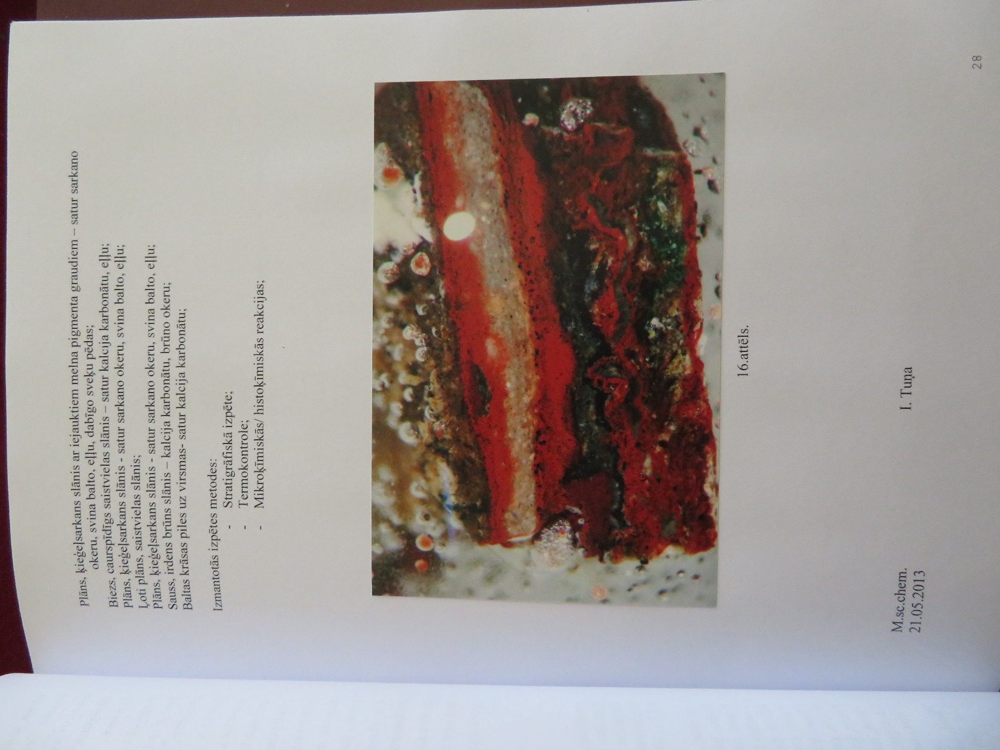 Plāns, ķieģeļsarkans slānis ar iejauktiem melna pigmenta graudiem – satur sarkano
okeru, svina balto, eļļu, dabīgo sveķu pēdas;
Biezs, caurspīdīgs saistvielas slānis – satur kalcija karbonātu, eļļu;
Plāns, ķieģeļsarkans slānis - satur sarkano okeru, svina balto, eļļu;
Ļoti plāns, saistvielas slānis;
Plāns, ķieģeļsarkans slānis - satur sarkano okeru, svina balto, eļļu;
Sauss, irdens brūns slānis – kalcija karbonātu, brūno okeru;
Baltas krāsas piles uz virsmas- satur kalcija karbonātu;
Izmantotās izpētes metodes:
- Stratigrāfiskā izpēte;
- Termokontrole;
- Mikroķīmiskās/ histoķīmiskās reakcijas;
16.attēls.
M.sc.chem. I. Tuņa
21.05.2013
28